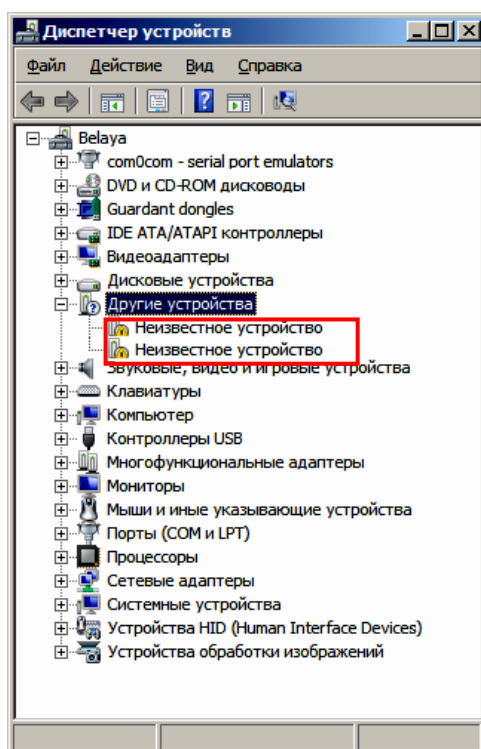 Диспетчер устройств
Файл Действие Вид Справка
Belaya
com0com - serial port emulators
DVD и CD-ROM дисководы
Guardant dongles
IDE ATA/ATAPI контроллеры
Видеоадаптеры
Дисковые устройства
Другие устройства
Неизвестное устройство
Неизвестное устройство
Звуковые, видео и игровые устройства
Клавиатуры
Компьютер
Контроллеры USB
Многофункциональные адаптеры
Мониторы
Мыши и иные указывающие устройства
Порты (COM и LPT)
Процессоры
Сетевые адаптеры
Системные устройства
Устройства HID (Human Interface Devices)
Устройства обработки изображений